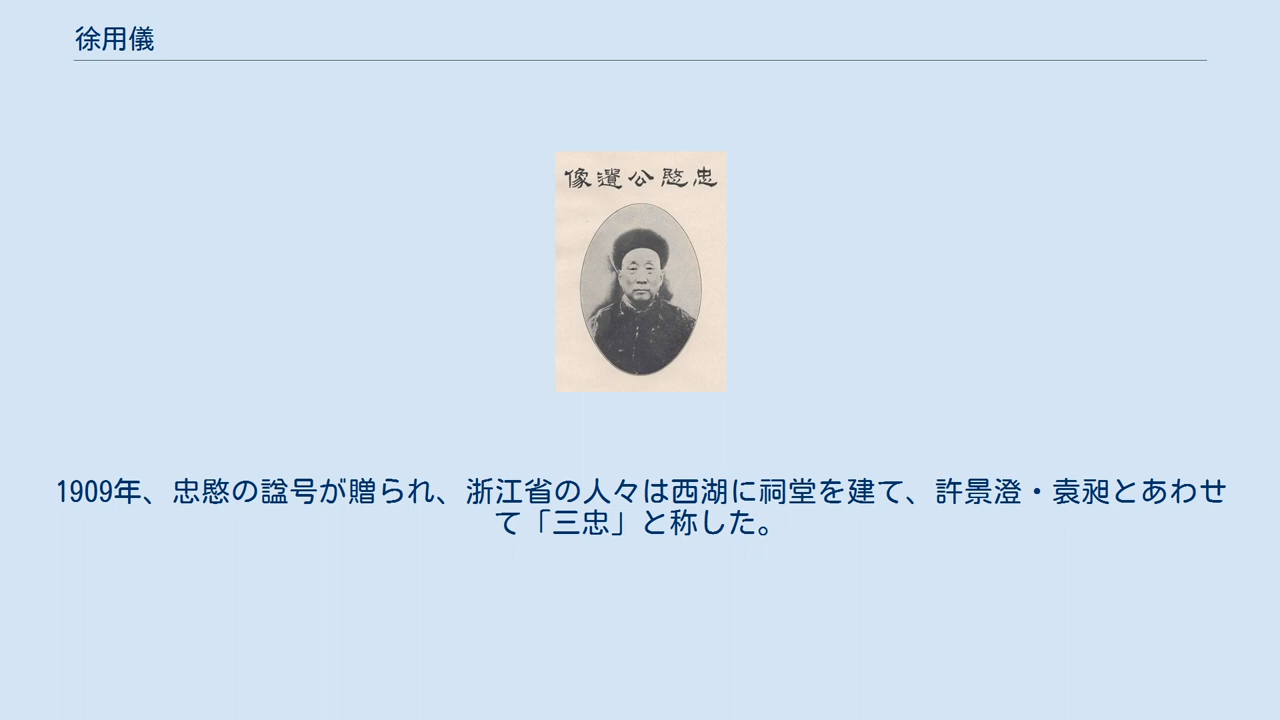 徐用儀
忠愍公遺像
1909年、忠愍の諡号が贈られ、浙江省の人々は西湖に祠堂を建て、許景澄・袁昶とあわせ
て「三忠」と称した。